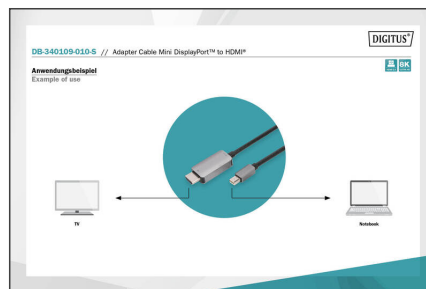 DIGITUS®
DB-340109-010-S // Adapter Cable Mini DisplayPort™ to HDMI®
Anwendungsbeispiel
Example of use
8K
TV
Notebook